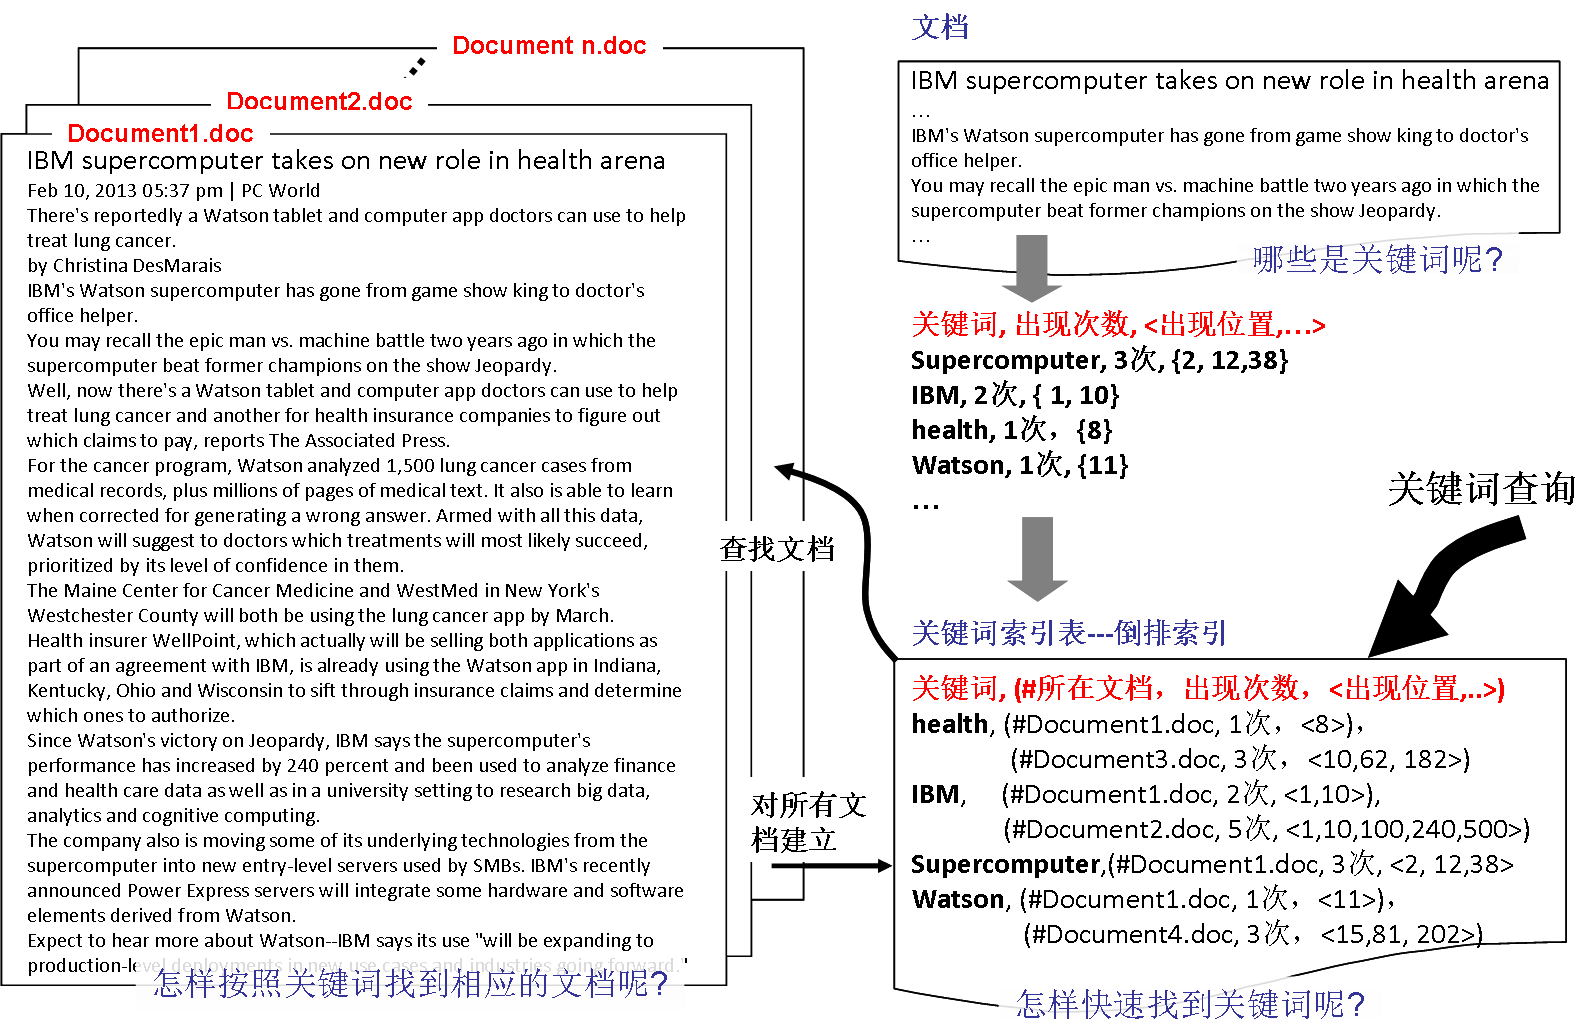 Document n.doc
Document2.doc
Document1.doc
IBM supercomputer takes on new role in health arena
Feb 10, 2013 05:37 pm | PC World
There's reportedly a Watson tablet and computer app doctors can use to help
treat lung cancer.
by Christina DesMarais
IBM's Watson supercomputer has gone from game show king to doctor's
office helper.
You may recall the epic man vs. machine battle two years ago in which the
supercomputer beat former champions on the show Jeopardy.
Well, now there's a Watson tablet and computer app doctors can use to help
treat lung cancer and another for health insurance companies to figure out
which claims to pay, reports The Associated Press.
For the cancer program, Watson analyzed 1,500 lung cancer cases from
medical records, plus millions of pages of medical text. It also is able to learn
when corrected for generating a wrong answer. Armed with all this data,
Watson will suggest to doctors which treatments will most likely succeed,
prioritized by its level of confidence in them.
The Maine Center for Cancer Medicine and WestMed in New York's
Westchester County will both be using the lung cancer app by March.
Health insurer WellPoint, which actually will be selling both applications as
part of an agreement with IBM, is already using the Watson app in Indiana,
Kentucky, Ohio and Wisconsin to sift through insurance claims and determine
which ones to authorize.
Since Watson's victory on Jeopardy, IBM says the supercomputer's
performance has increased by 240 percent and been used to analyze finance
and health care data as well as in a university setting to research big data,
analytics and cognitive computing.
The company also is moving some of its underlying technologies from the
supercomputer into new entry-level servers used by SMBs. IBM's recently
announced Power Express servers will integrate some hardware and software
elements derived from Watson.
Expect to hear more about Watson--IBM says its use "will be expanding to
production-level deployments in new use cases and industries going forward."
怎样按照关键词找到相应的文档呢?
查找文档
对所有文
档建立
文档
IBM supercomputer takes on new role in health arena
…
IBM's Watson supercomputer has gone from game show king to doctor's
office helper.
You may recall the epic man vs. machine battle two years ago in which the
supercomputer beat former champions on the show Jeopardy.
…
哪些是关键词呢?
关键词, 出现次数, <出现位置,…>
Supercomputer, 3次, {2, 12,38}
IBM, 2次, { 1, 10}
health, 1次，{8}
Watson, 1次, {11}
…
关键词查询
关键词索引表---倒排索引
关键词, (#所在文档，出现次数，<出现位置,..>)
health, (#Document1.doc, 1次，<8>)，
(#Document3.doc, 3次，<10,62, 182>)
IBM, (#Document1.doc, 2次, <1,10>),
(#Document2.doc, 5次, <1,10,100,240,500>)
Supercomputer,(#Document1.doc, 3次, <2, 12,38>
Watson, (#Document1.doc, 1次，<11>)，
(#Document4.doc, 3次，<15,81, 202>)
怎样快速找到关键词呢?